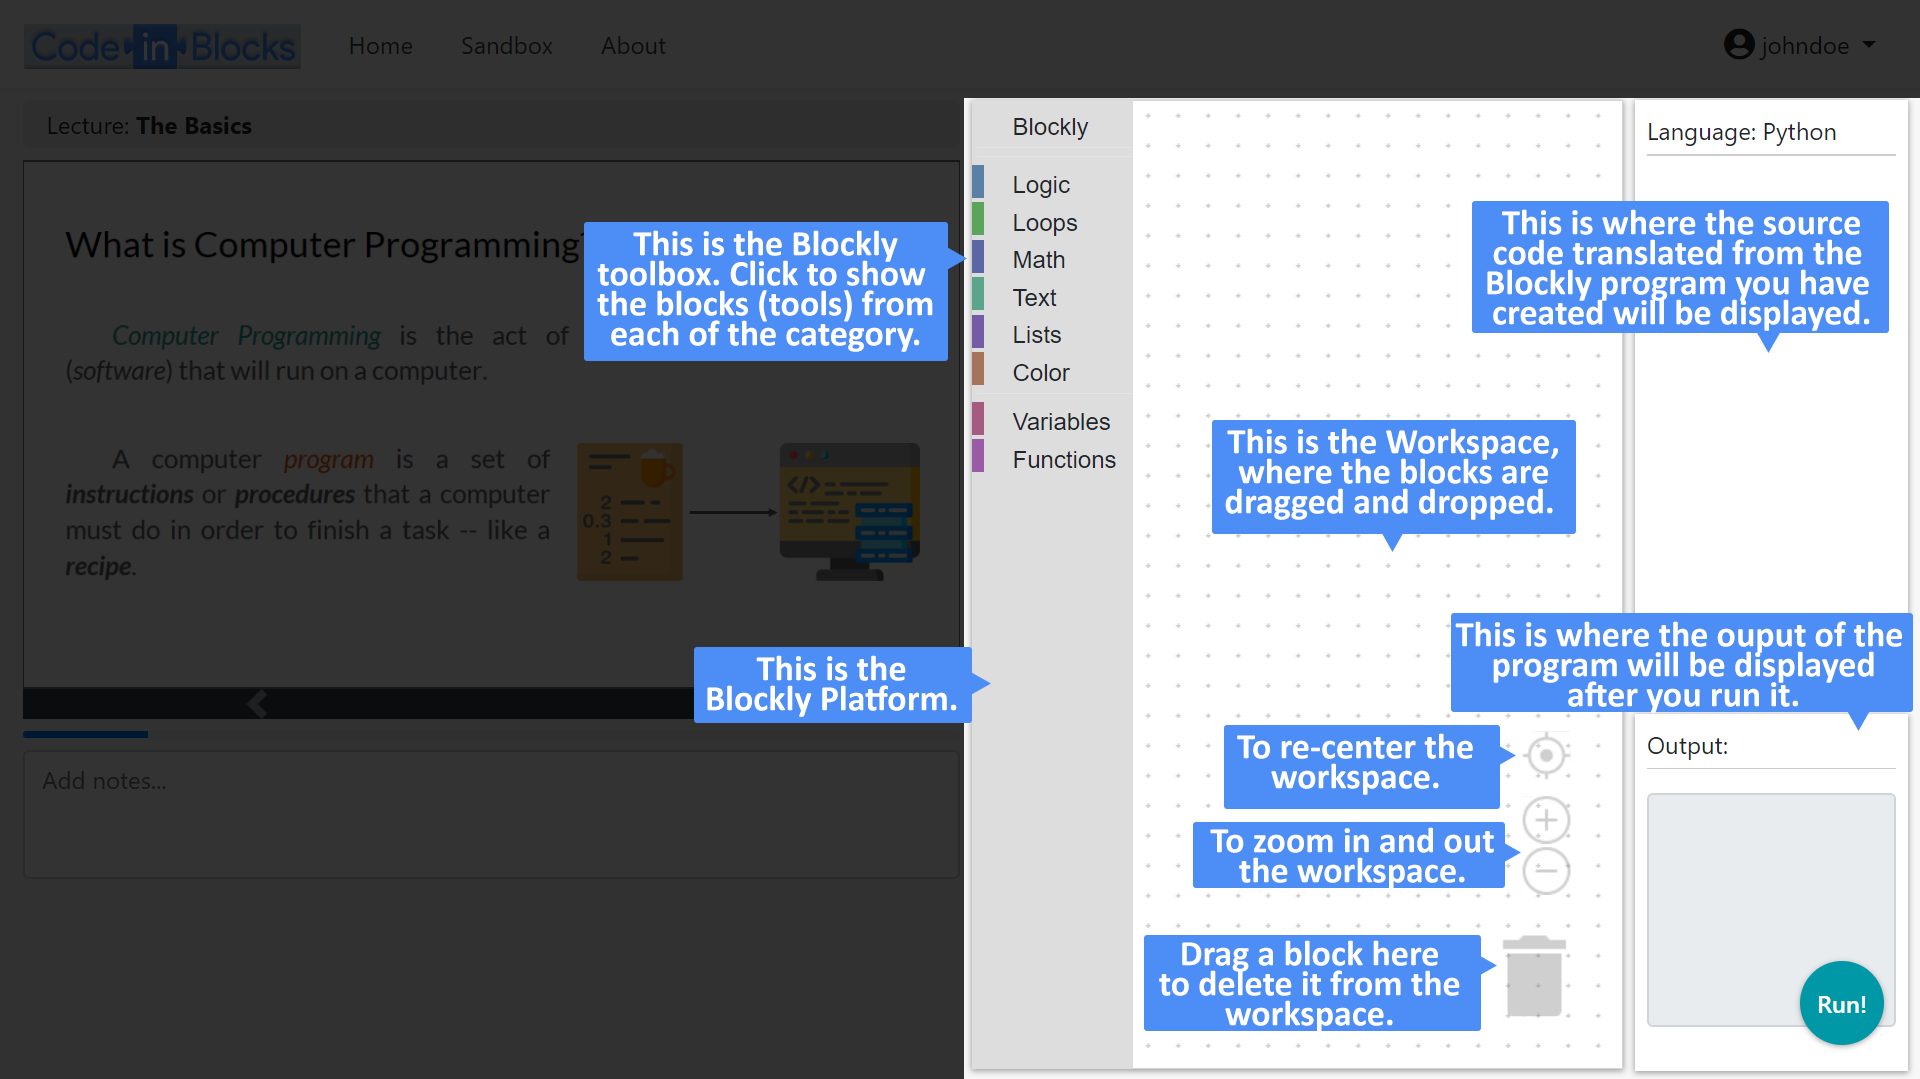 Code in Blocks
Home
Sandbox
About
johndoe
Lecture: The Basics
What is Computer Programming?
Computer Programming is the act of
(software) that will run on a computer.
A computer program is a set of
instructions or procedures that a computer
must do in order to finish a task -- like a
recipe.
2
0.3
1
2
</>
Add notes...
This is the Blockly
toolbox. Click to show
the blocks (tools) from
each of the category.
This is the
Blockly Platform.
Blockly
Logic
Loops
Math
Text
Lists
Color
Variables
Functions
This is the Workspace,
where the blocks are
dragged and dropped.
To re-center the
workspace.
To zoom in and out
the workspace.
Drag a block here
to delete it from the
workspace.
Language: Python
This is where the source
code translated from the
Blockly program you have
created will be displayed.
This is where the ouput of the
program will be displayed
after you run it.
Output:
Run!